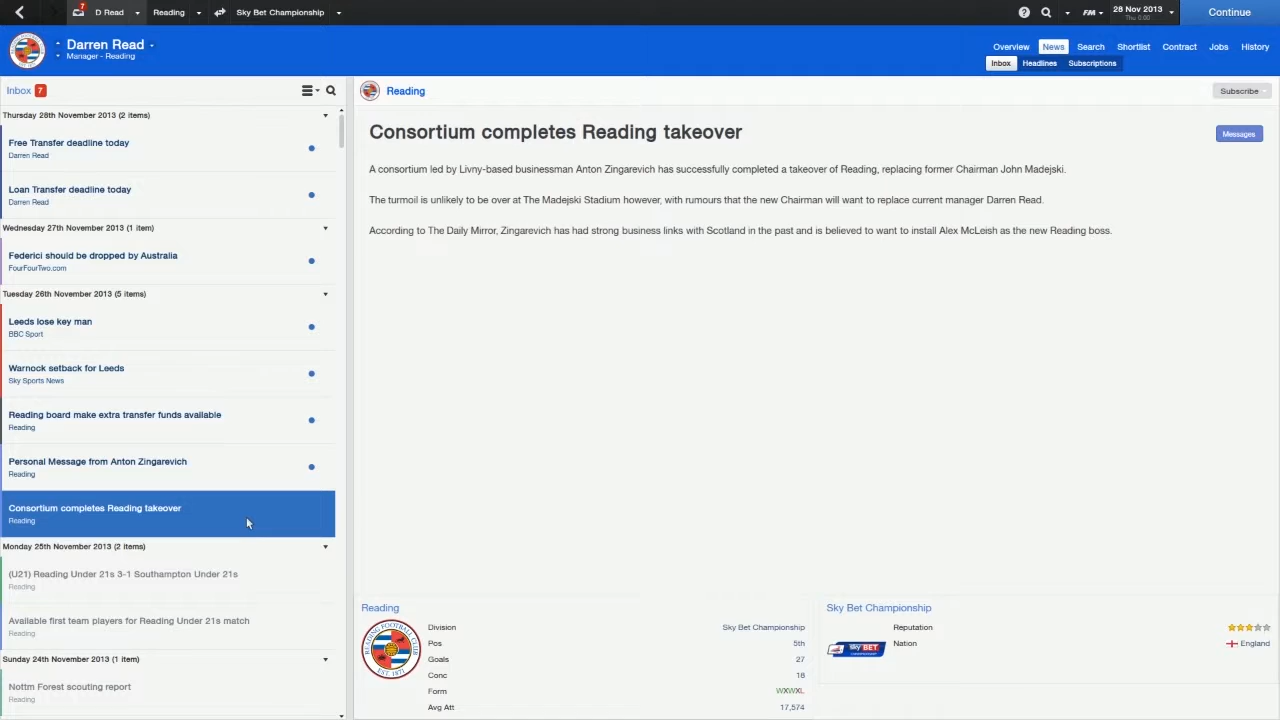 7
D Read
Reading
Sky Bet Championship
FM
28 Nov 2013
Thu 0:00
Continue
Darren Read
Manager - Reading
Overview
News
Search
Shortlist
Contract
Jobs
History
Inbox
Headlines
Subscriptions
Inbox 7
Thursday 28th November 2013 (2 items)
Free Transfer deadline today
Darren Read
Loan Transfer deadline today
Darren Read
Wednesday 27th November 2013 (1 item)
Federici should be dropped by Australia
FourFourTwo.com
Tuesday 26th November 2013 (5 items)
Leeds lose key man
BBC Sport
Warnock setback for Leeds
Sky Sports News
Reading board make extra transfer funds available
Reading
Personal Message from Anton Zingarevich
Reading
Consortium completes Reading takeover
Reading
Monday 25th November 2013 (2 items)
(U21) Reading Under 21s 3-1 Southampton Under 21s
Reading
Available first team players for Reading Under 21s match
Reading
Sunday 24th November 2013 (1 item)
Nottm Forest scouting report
Reading
Reading
Subscribe
Consortium completes Reading takeover
Messages
A consortium led by Livny-based businessman Anton Zingarevich has successfully completed a takeover of Reading, replacing former Chairman John Madejski.
The turmoil is unlikely to be over at The Madejski Stadium however, with rumours that the new Chairman will want to replace current manager Darren Read.
According to The Daily Mirror, Zingarevich has had strong business links with Scotland in the past and is believed to want to install Alex McLeish as the new Reading boss.
Reading
READING FOOTBALL CLUB
EST. 1871
Division Sky Bet Championship
Pos 5th
Goals 27
Conc 18
Form WXWXL
Avg Att 17,574
Sky Bet Championship
sky BET
Reputation
Nation England